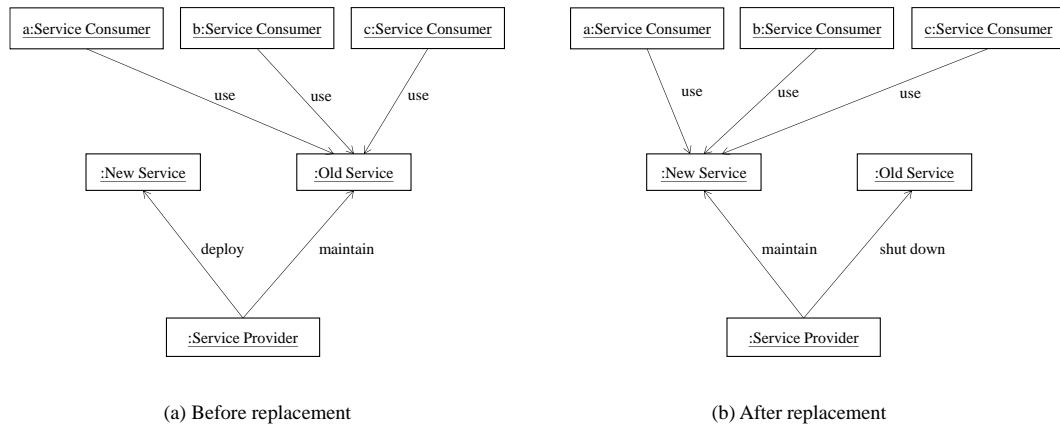 a:Service Consumer
b:Service Consumer
c:Service Consumer
use
use
use
:New Service
:Old Service
deploy
maintain
:Service Provider
(a) Before replacement
a:Service Consumer
b:Service Consumer
c:Service Consumer
use
use
use
:New Service
:Old Service
maintain
shut down
:Service Provider
(b) After replacement